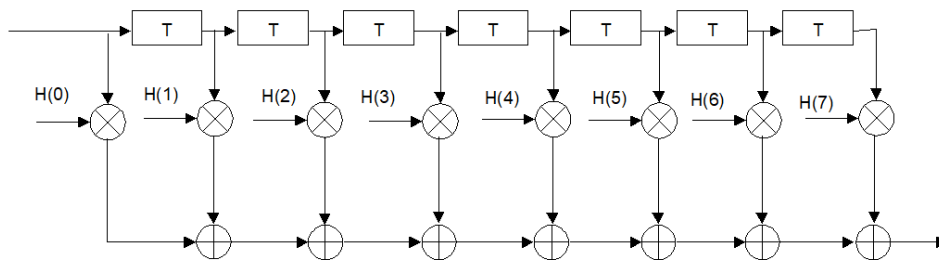 T T T T T T T
H(0) H(1) H(2) H(3) H(4) H(5) H(6) H(7)